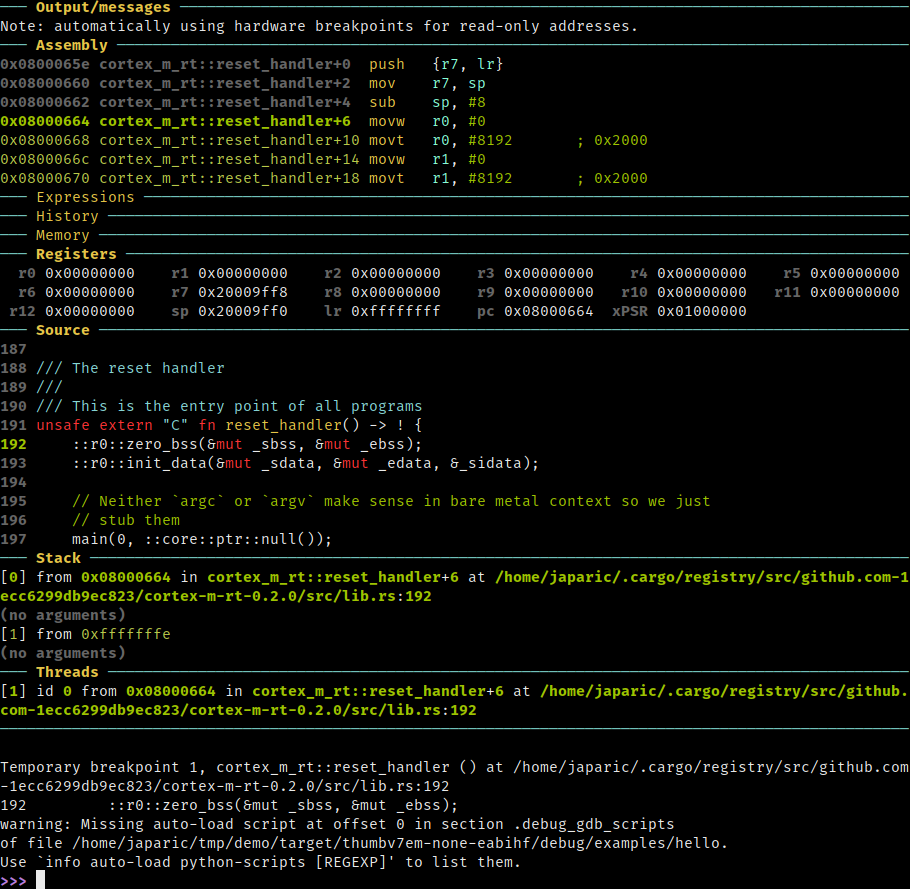 ─── Output/messages ───
Note: automatically using hardware breakpoints for read-only addresses.
─── Assembly ───
0x0800065e cortex_m_rt::reset_handler+0  push   {r7, lr}
0x08000660 cortex_m_rt::reset_handler+2  mov    r7, sp
0x08000662 cortex_m_rt::reset_handler+4  sub    sp, #8
0x08000664 cortex_m_rt::reset_handler+6  movw   r0, #0
0x08000668 cortex_m_rt::reset_handler+10 movt   r0, #8192       ; 0x2000
0x0800066c cortex_m_rt::reset_handler+14 movw   r1, #0
0x08000670 cortex_m_rt::reset_handler+18 movt   r1, #8192       ; 0x2000
─── Expressions ───
─── History ───
─── Memory ───
─── Registers ───
  r0 0x00000000    r1 0x00000000    r2 0x00000000    r3 0x00000000    r4 0x00000000    r5 0x00000000
  r6 0x00000000    r7 0x20009ff8    r8 0x00000000    r9 0x00000000   r10 0x00000000   r11 0x00000000
 r12 0x00000000    sp 0x20009ff0    lr 0xffffffff    pc 0x08000664  xPSR 0x01000000
─── Source ───
187
188 /// The reset handler
189 ///
190 /// This is the entry point of all programs
191 unsafe extern "C" fn reset_handler() -> ! {
192     ::r0::zero_bss(&mut _sbss, &mut _ebss);
193     ::r0::init_data(&mut _sdata, &mut _edata, &_sidata);
194
195     // Neither `argc` or `argv` make sense in bare metal context so we just
196     // stub them
197     main(0, ::core::ptr::null());
─── Stack ───
[0] from 0x08000664 in cortex_m_rt::reset_handler+6 at /home/japaric/.cargo/registry/src/github.com-1
ecc6299db9ec823/cortex-m-rt-0.2.0/src/lib.rs:192
(no arguments)
[1] from 0xfffffffe
(no arguments)
─── Threads ───
[1] id 0 from 0x08000664 in cortex_m_rt::reset_handler+6 at /home/japaric/.cargo/registry/src/github.
com-1ecc6299db9ec823/cortex-m-rt-0.2.0/src/lib.rs:192
Temporary breakpoint 1, cortex_m_rt::reset_handler () at /home/japaric/.cargo/registry/src/github.com
-1ecc6299db9ec823/cortex-m-rt-0.2.0/src/lib.rs:192
192         ::r0::zero_bss(&mut _sbss, &mut _ebss);
warning: Missing auto-load script at offset 0 in section .debug_gdb_scripts
of file /home/japaric/tmp/demo/target/thumbv7em-none-eabihf/debug/examples/hello.
Use `info auto-load python-scripts [REGEXP]' to list them.
>>>